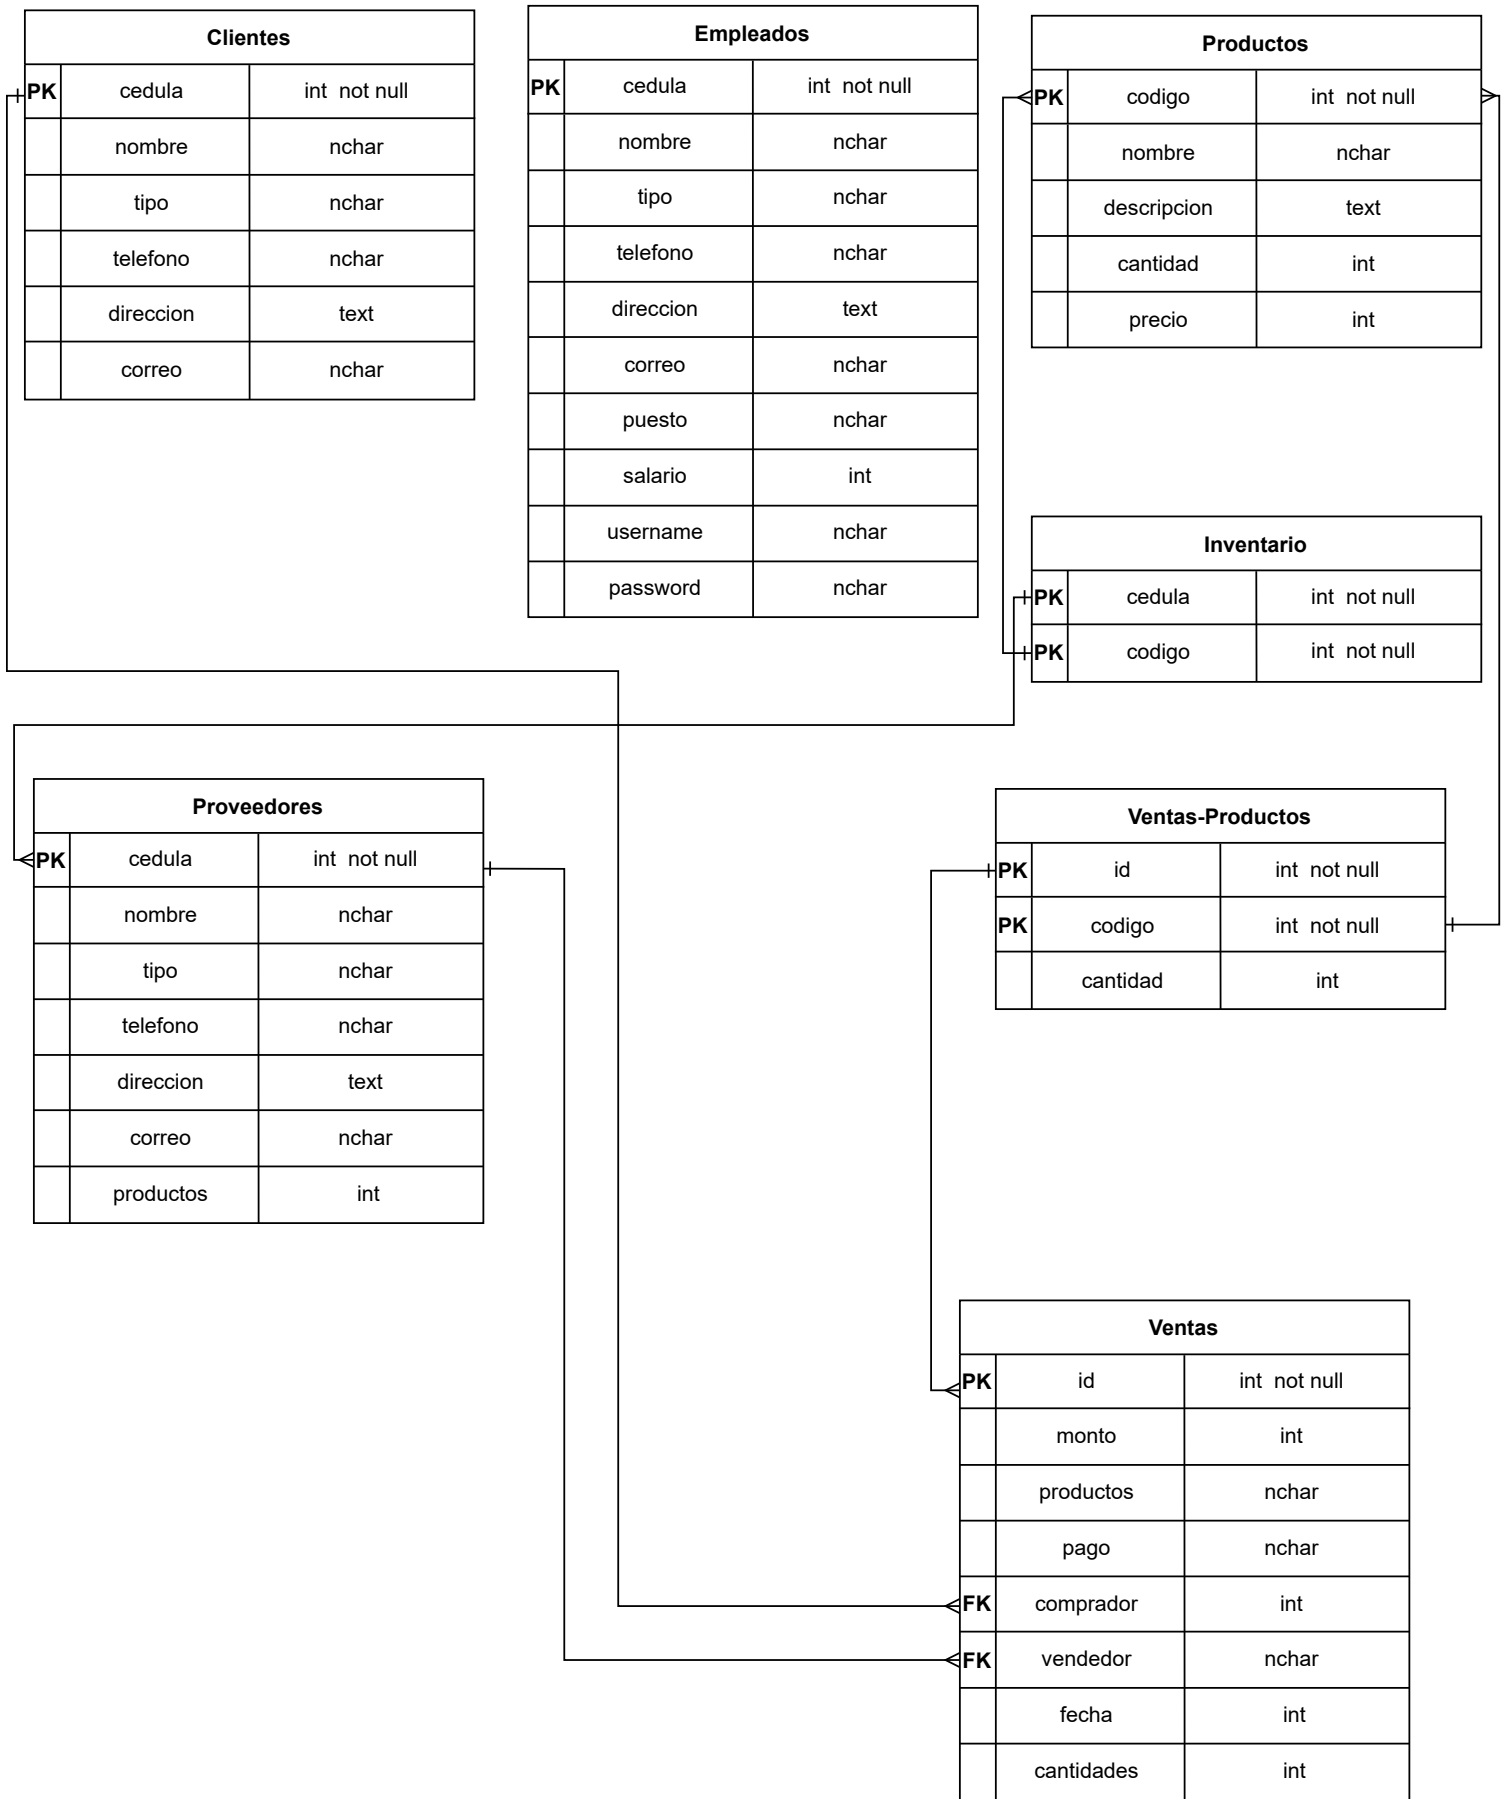 Clientes
PK cedula int not null
nombre nchar
tipo nchar
telefono nchar
direccion text
correo nchar
Empleados
PK cedula int not null
nombre nchar
tipo nchar
telefono nchar
direccion text
correo nchar
puesto nchar
salario int
username nchar
password nchar
Productos
PK codigo int not null
nombre nchar
descripcion text
cantidad int
precio int
Inventario
PK cedula int not null
PK codigo int not null
Proveedores
PK cedula int not null
nombre nchar
tipo nchar
telefono nchar
direccion text
correo nchar
productos int
Ventas-Productos
PK id int not null
PK codigo int not null
cantidad int
Ventas
PK id int not null
monto int
productos nchar
pago nchar
FK comprador int
FK vendedor nchar
fecha int
cantidades int